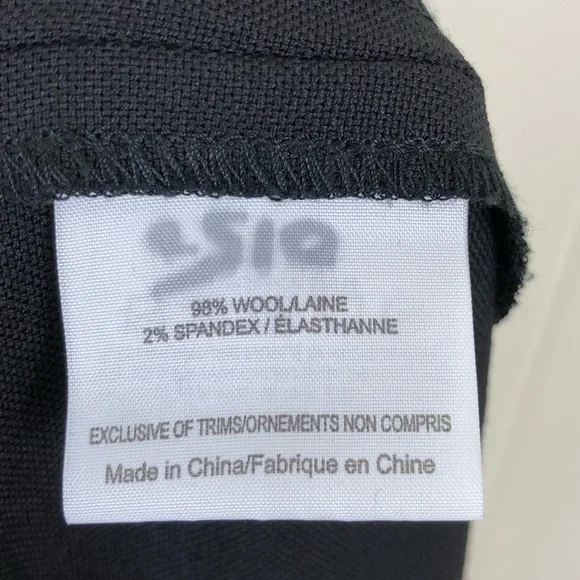 98% WOOL/LAINE
2% SPANDEX / ÉLASTHANNE
EXCLUSIVE OF TRIMS/ORNEMENTS NON COMPRIS
Made in China/Fabrique en Chine